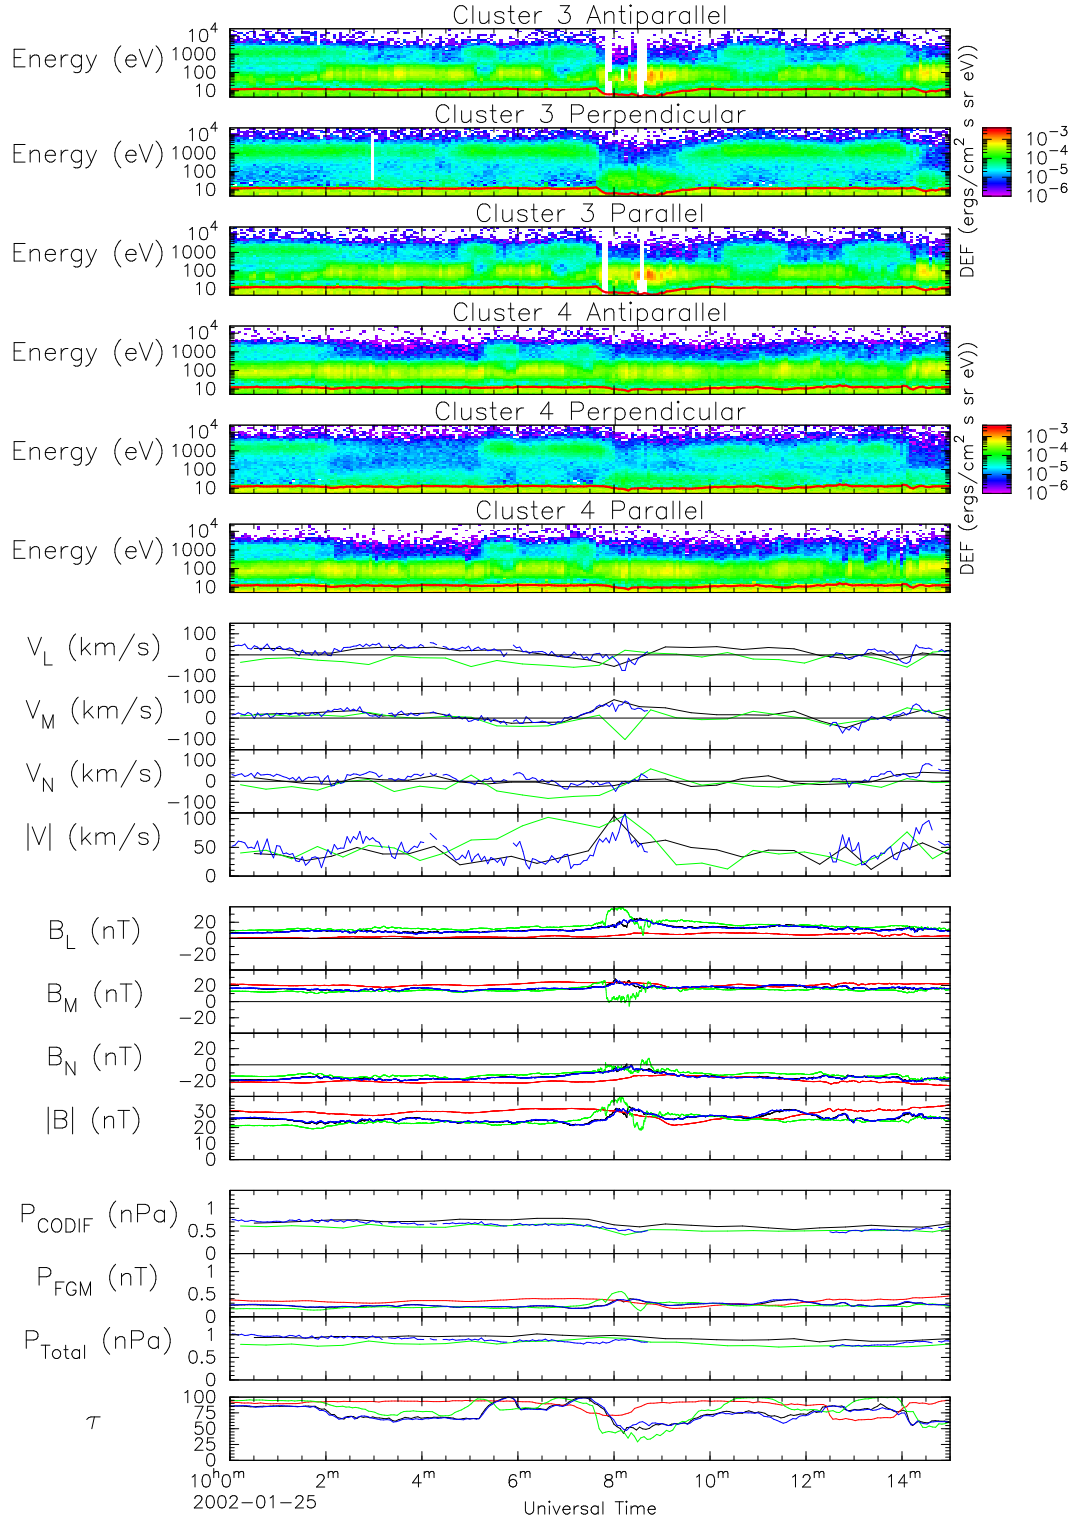 Cluster 3 Antiparallel
Energy (eV)
10^4
1000
100
10
Cluster 3 Perpendicular
Energy (eV)
10^4
1000
100
10
Cluster 3 Parallel
Energy (eV)
10^4
1000
100
10
DEF (ergs/cm^2 s sr eV))
10^-3
10^-4
10^-5
10^-6
Cluster 4 Antiparallel
Energy (eV)
10^4
1000
100
10
Cluster 4 Perpendicular
Energy (eV)
10^4
1000
100
10
Cluster 4 Parallel
Energy (eV)
10^4
1000
100
10
DEF (ergs/cm^2 s sr eV))
10^-3
10^-4
10^-5
10^-6
V_L (km/s)
100
0
-100
V_M (km/s)
100
0
-100
V_N (km/s)
100
0
-100
|V| (km/s)
100
50
0
B_L (nT)
20
0
-20
B_M (nT)
20
0
-20
B_N (nT)
20
0
-20
|B| (nT)
30
20
10
0
P_CODIF (nPa)
1
0.5
0
P_FGM (nT)
1
0.5
0
P_Total (nPa)
1
0.5
0
τ
100
75
50
25
0
10^h0^m 2^m 4^m 6^m 8^m 10^m 12^m 14^m
2002-01-25
Universal Time